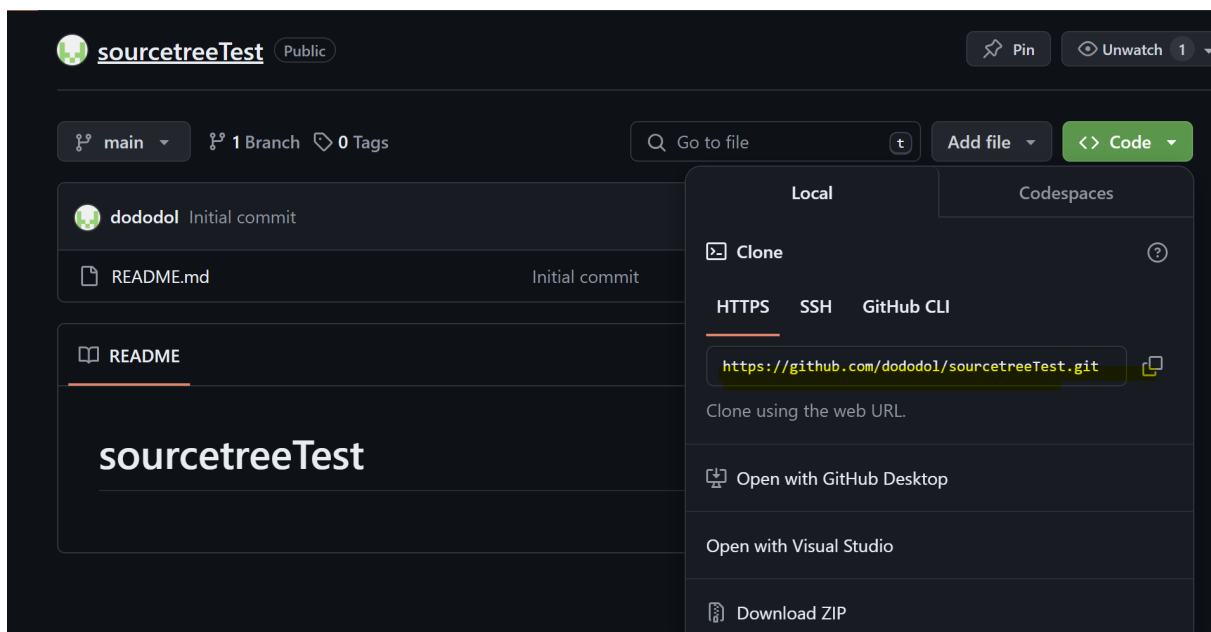 sourcetreeTest Public Pin Unwatch 1
main 1 Branch 0 Tags Go to file t Add file <> Code
dododol Initial commit
README.md Initial commit
README
sourcetreeTest
Local Codespaces
Clone
HTTPS SSH GitHub CLI
https://github.com/dododol/sourcetreeTest.git
Clone using the web URL.
Open with GitHub Desktop
Open with Visual Studio
Download ZIP